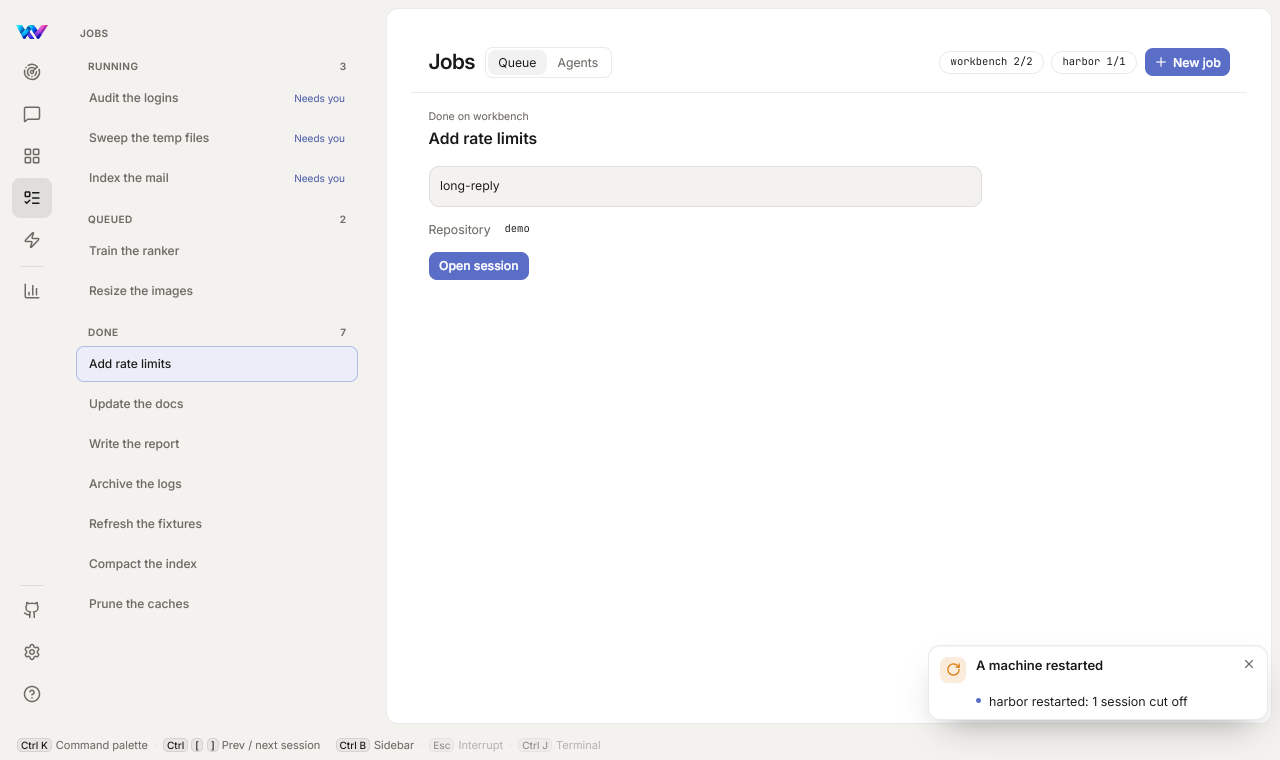 JOBS
RUNNING 3
Audit the logins Needs you
Sweep the temp files Needs you
Index the mail Needs you
QUEUED 2
Train the ranker
Resize the images
DONE 7
Add rate limits
Update the docs
Write the report
Archive the logs
Refresh the fixtures
Compact the index
Prune the caches
Jobs Queue Agents workbench 2/2 harbor 1/1 New job
Done on workbench
Add rate limits
long-reply
Repository demo
Open session
A machine restarted
harbor restarted: 1 session cut off
Ctrl K Command palette · Ctrl [ ] Prev / next session · Ctrl B Sidebar · Esc Interrupt · Ctrl J Terminal